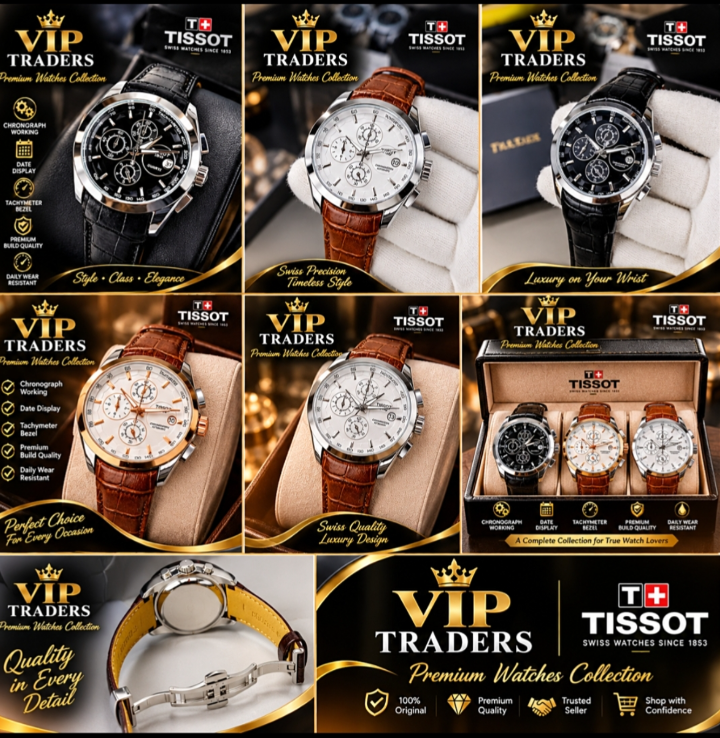 VIP
TRADERS
Premium Watches Collection
T+
TISSOT
SWISS WATCHES SINCE 1853
CHRONOGRAPH
WORKING
DATE
DISPLAY
TACHYMETER
BEZEL
PREMIUM
BUILD QUALITY
DAILY WEAR
RESISTANT
Style • Class • Elegance
VIP
TRADERS
Premium Watches Collection
T+
TISSOT
SWISS WATCHES SINCE 1853
Swiss Precision
Timeless Style
VIP
TRADERS
Premium Watches Collection
T+
TISSOT
SWISS WATCHES SINCE 1853
Luxury on Your Wrist
VIP
TRADERS
Premium Watches Collection
T+
TISSOT
SWISS WATCHES SINCE 1853
Chronograph
Working
Date Display
Tachymeter
Bezel
Premium
Build Quality
Daily Wear
Resistant
Perfect Choice
For Every Occasion
VIP
TRADERS
Premium Watches Collection
T+
TISSOT
SWISS WATCHES SINCE 1853
Swiss Quality
Luxury Design
VIP
TRADERS
Premium Watches Collection
T+
TISSOT
SWISS WATCHES SINCE 1853
T+
TISSOT
CHRONOGRAPH
WORKING
DATE
DISPLAY
TACHYMETER
BEZEL
PREMIUM
BUILD QUALITY
DAILY WEAR
RESISTANT
A Complete Collection for True Watch Lovers
VIP
TRADERS
Premium Watches Collection
Quality
in Every
Detail
VIP
TRADERS
T+
TISSOT
SWISS WATCHES SINCE 1853
Premium Watches Collection
100%
Original
Premium
Quality
Trusted
Seller
Shop with
Confidence